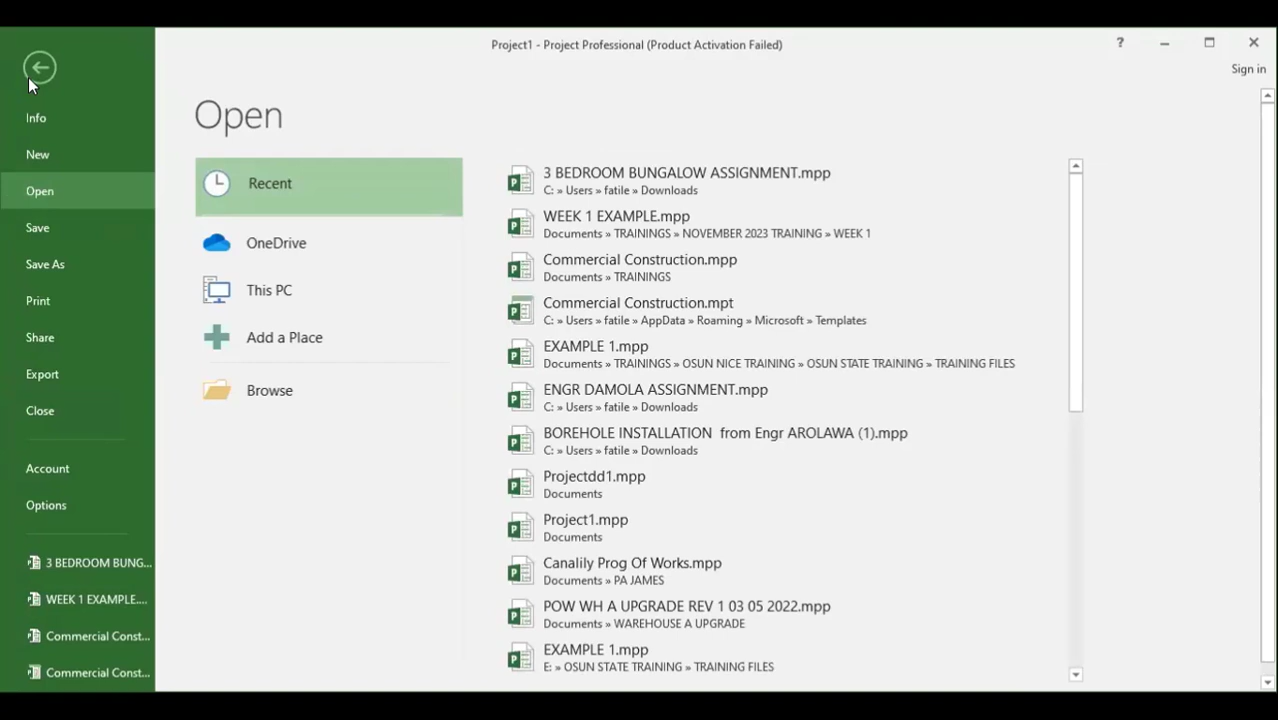 Project1 - Project Professional (Product Activation Failed)
?
Sign in
Info
New
Open
Save
Save As
Print
Share
Export
Close
Account
Options
3 BEDROOM BUNG...
WEEK 1 EXAMPLE....
Commercial Const...
Commercial Const...
Open
Recent
OneDrive
This PC
Add a Place
Browse
3 BEDROOM BUNGALOW ASSIGNMENT.mpp
C: » Users » fatile » Downloads
WEEK 1 EXAMPLE.mpp
Documents » TRAININGS » NOVEMBER 2023 TRAINING » WEEK 1
Commercial Construction.mpp
Documents » TRAININGS
Commercial Construction.mpt
C: » Users » fatile » AppData » Roaming » Microsoft » Templates
EXAMPLE 1.mpp
Documents » TRAININGS » OSUN NICE TRAINING » OSUN STATE TRAINING » TRAINING FILES
ENGR DAMOLA ASSIGNMENT.mpp
C: » Users » fatile » Downloads
BOREHOLE INSTALLATION  from Engr AROLAWA (1).mpp
C: » Users » fatile » Downloads
Projectdd1.mpp
Documents
Project1.mpp
Documents
Canalily Prog Of Works.mpp
Documents » PA JAMES
POW WH A UPGRADE REV 1 03 05 2022.mpp
Documents » WAREHOUSE A UPGRADE
EXAMPLE 1.mpp
E: » OSUN STATE TRAINING » TRAINING FILES